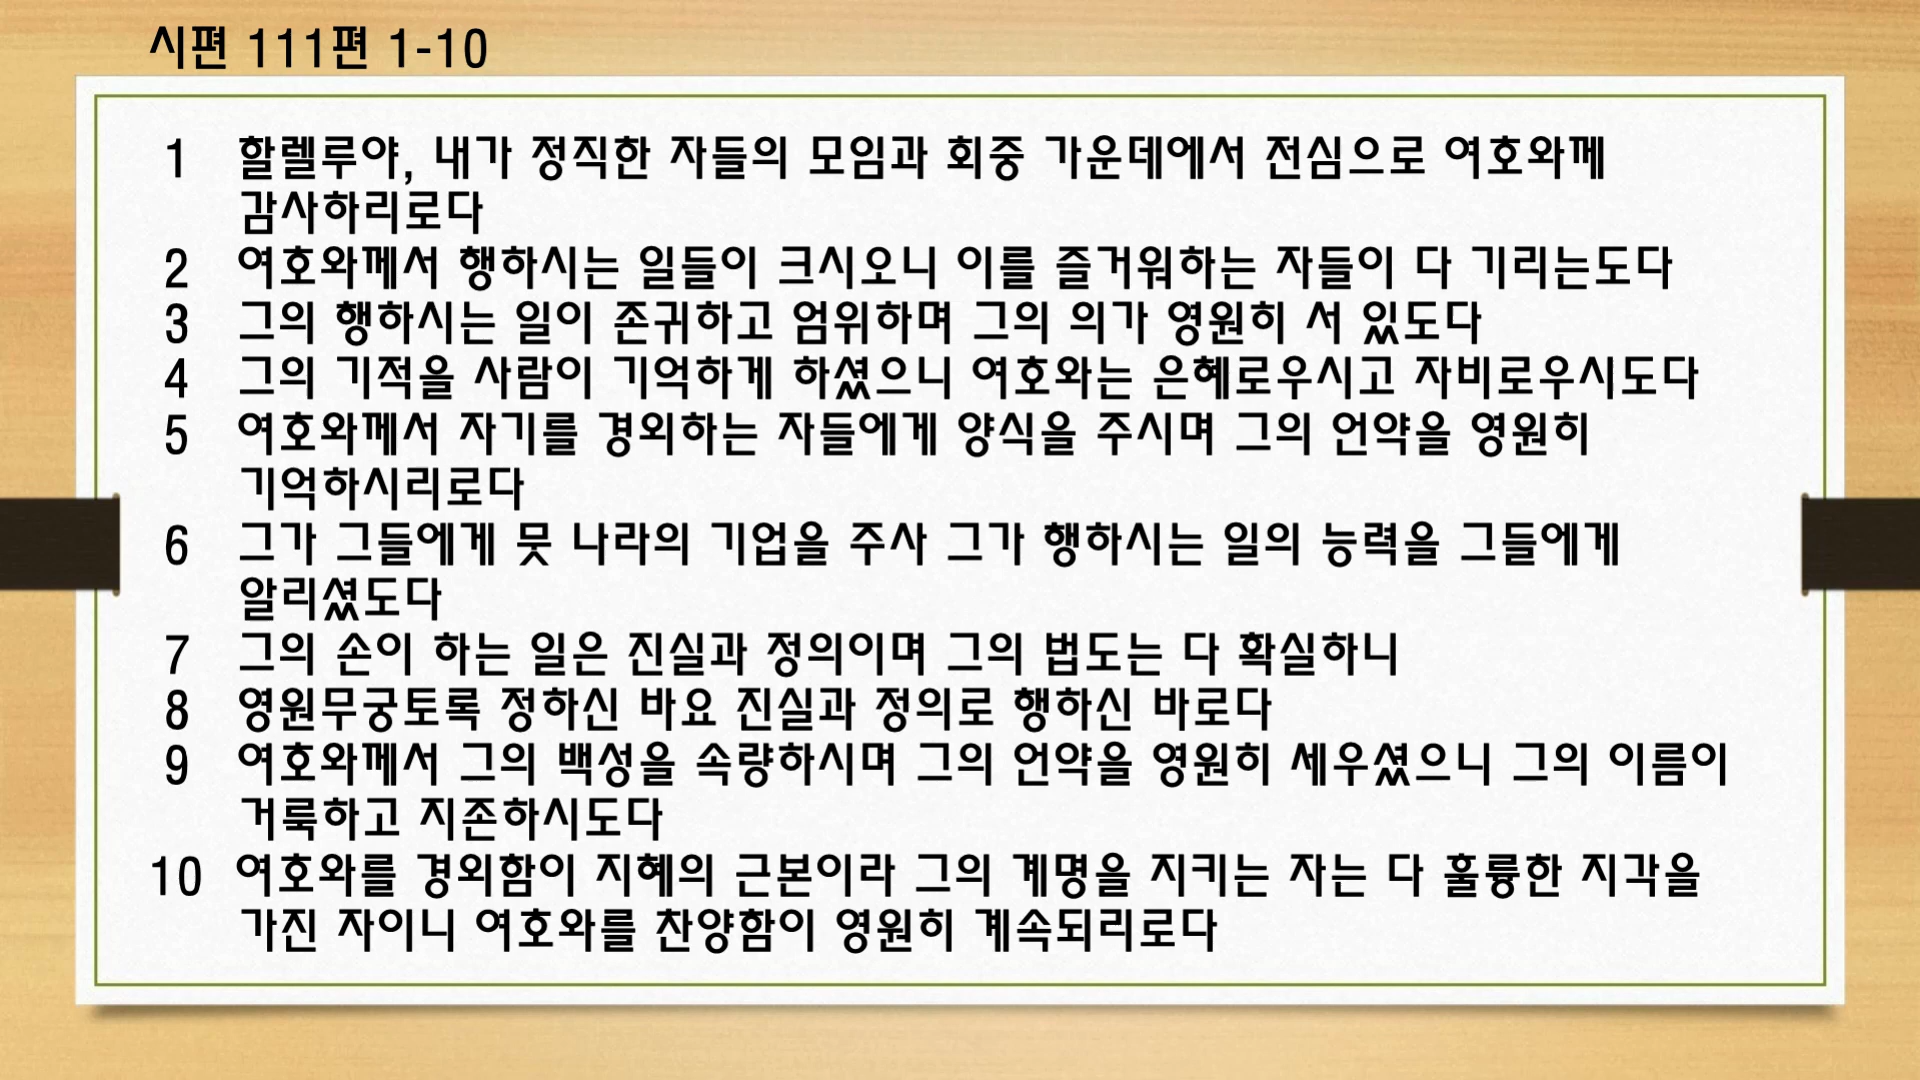 시편 111편 1-10
1 할렐루야, 내가 정직한 자들의 모임과 회중 가운데에서 전심으로 여호와께
감사하리로다
2 여호와께서 행하시는 일들이 크시오니 이를 즐거워하는 자들이 다 기리는도다
3 그의 행하시는 일이 존귀하고 엄위하며 그의 의가 영원히 서 있도다
4 그의 기적을 사람이 기억하게 하셨으니 여호와는 은혜로우시고 자비로우시도다
5 여호와께서 자기를 경외하는 자들에게 양식을 주시며 그의 언약을 영원히
기억하시리로다
6 그가 그들에게 뭇 나라의 기업을 주사 그가 행하시는 일의 능력을 그들에게
알리셨도다
7 그의 손이 하는 일은 진실과 정의이며 그의 법도는 다 확실하니
8 영원무궁토록 정하신 바요 진실과 정의로 행하신 바로다
9 여호와께서 그의 백성을 속량하시며 그의 언약을 영원히 세우셨으니 그의 이름이
거룩하고 지존하시도다
10 여호와를 경외함이 지혜의 근본이라 그의 계명을 지키는 자는 다 훌륭한 지각을
가진 자이니 여호와를 찬양함이 영원히 계속되리로다